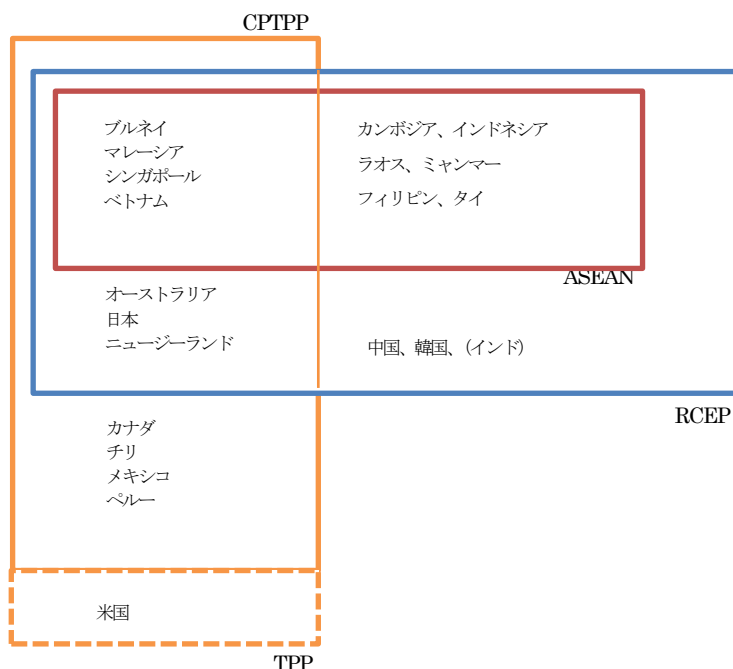 CPTPP
ブルネイ
マレーシア
シンガポール
ベトナム
カンボジア、インドネシア
ラオス、ミャンマー
フィリピン、タイ
ASEAN
オーストラリア
日本
ニュージーランド
中国、韓国、(インド)
RCEP
カナダ
チリ
メキシコ
ペルー
米国
TPP